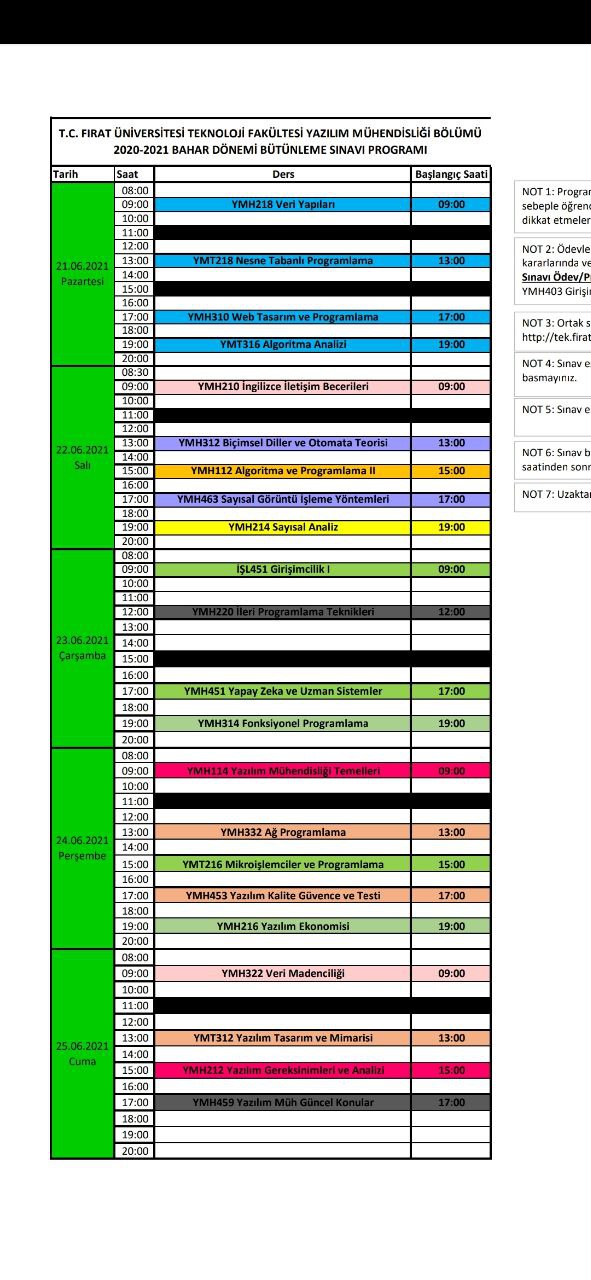 T.C. FIRAT ÜNİVERSİTESİ TEKNOLOJİ FAKÜLTESİ YAZILIM MÜHENDİSLİĞİ BÖLÜMÜ
2020-2021 BAHAR DÖNEMİ BÜTÜNLEME SINAVI PROGRAMI
Tarih Saat Ders Başlangıç Saati
21.06.2021
Pazartesi
08:00
09:00 YMH218 Veri Yapıları 09:00
10:00
11:00
12:00
13:00 YMT218 Nesne Tabanlı Programlama 13:00
14:00
15:00
16:00
17:00 YMH310 Web Tasarım ve Programlama 17:00
18:00
19:00 YMT316 Algoritma Analizi 19:00
20:00
22.06.2021
Salı
08:30
09:00 YMH210 İngilizce İletişim Becerileri 09:00
10:00
11:00
12:00
13:00 YMH312 Biçimsel Diller ve Otomata Teorisi 13:00
14:00
15:00 YMH112 Algoritma ve Programlama II 15:00
16:00
17:00 YMH463 Sayısal Görüntü İşleme Yöntemleri 17:00
18:00
19:00 YMH214 Sayısal Analiz 19:00
20:00
23.06.2021
Çarşamba
08:00
09:00 İŞL451 Girişimcilik I 09:00
10:00
11:00
12:00 YMH220 İleri Programlama Teknikleri 12:00
13:00
14:00
15:00
16:00
17:00 YMH451 Yapay Zeka ve Uzman Sistemler 17:00
18:00
19:00 YMH314 Fonksiyonel Programlama 19:00
20:00
24.06.2021
Perşembe
08:00
09:00 YMH114 Yazılım Mühendisliği Temelleri 09:00
10:00
11:00
12:00
13:00 YMH332 Ağ Programlama 13:00
14:00
15:00 YMT216 Mikroişlemciler ve Programlama 15:00
16:00
17:00 YMH453 Yazılım Kalite Güvence ve Testi 17:00
18:00
19:00 YMH216 Yazılım Ekonomisi 19:00
20:00
25.06.2021
Cuma
08:00
09:00 YMH322 Veri Madenciliği 09:00
10:00
11:00
12:00
13:00 YMT312 Yazılım Tasarım ve Mimarisi 13:00
14:00
15:00 YMH212 Yazılım Gereksinimleri ve Analizi 15:00
16:00
17:00 YMH459 Yazılım Müh Güncel Konular 17:00
18:00
19:00
20:00
NOT 1: Progra
sebeple öğren
dikkat etmeler
NOT 2: Ödevle
kararlarında ve
Sınavı Ödev/P
YMH403 Girişi
NOT 3: Ortak s
http://tek.firat
NOT 4: Sınav e
basmayınız.
NOT 5: Sınav e
NOT 6: Sınav b
saatinden son
NOT 7: Uzakta